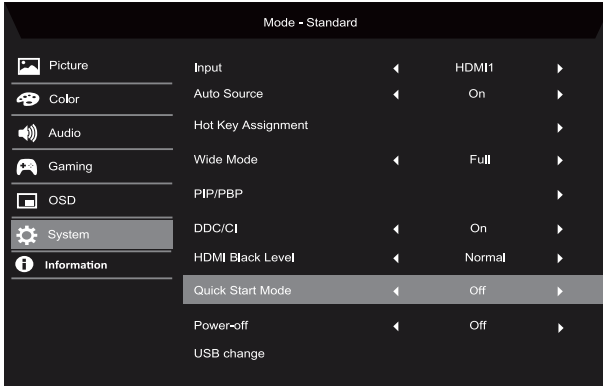 Mode - Standard
Picture
Color
Audio
Gaming
OSD
System
Information
Input HDMI1
Auto Source On
Hot Key Assignment
Wide Mode Full
PIP/PBP
DDC/CI On
HDMI Black Level Normal
Quick Start Mode Off
Power-off Off
USB change